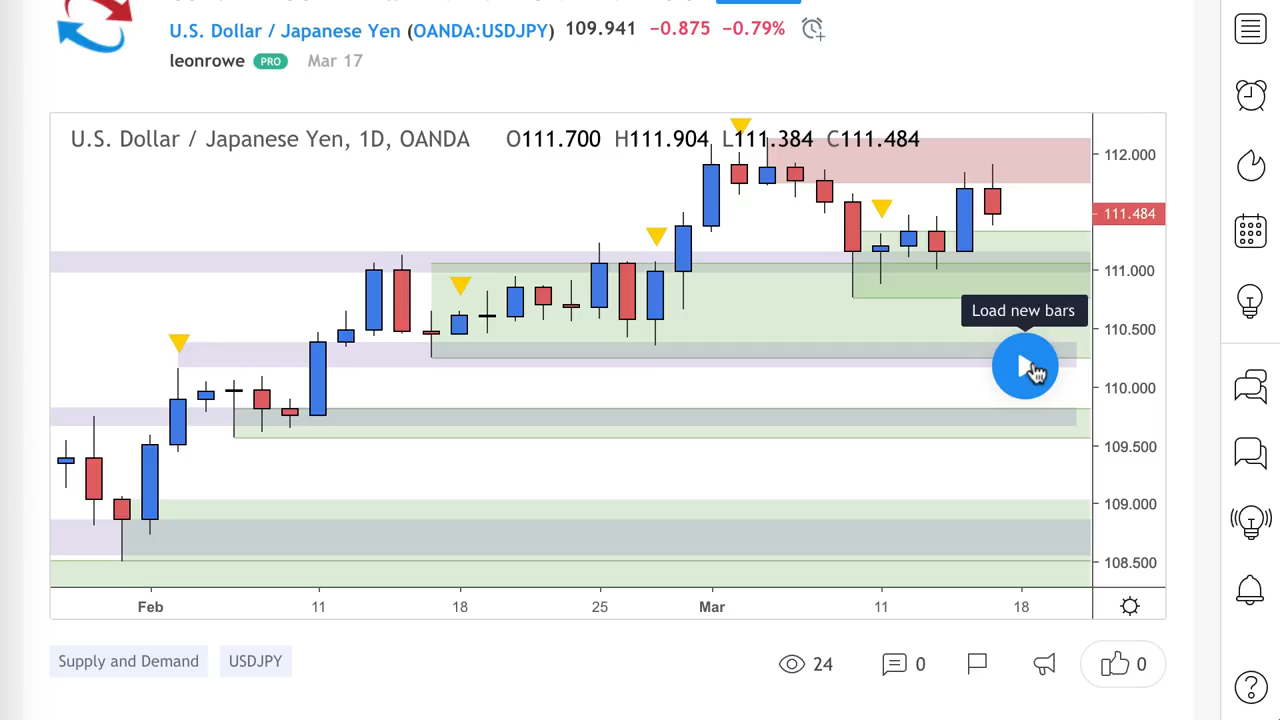 U.S. Dollar / Japanese Yen (OANDA:USDJPY) 109.941 −0.875 −0.79%
leonrowe PRO Mar 17
U.S. Dollar / Japanese Yen, 1D, OANDA O111.700 H111.904 L111.384 C111.484
112.000
111.484
111.000
Load new bars
110.500
110.000
109.500
109.000
108.500
Feb 11 18 25 Mar 11 18
Supply and Demand USDJPY 24 0 0